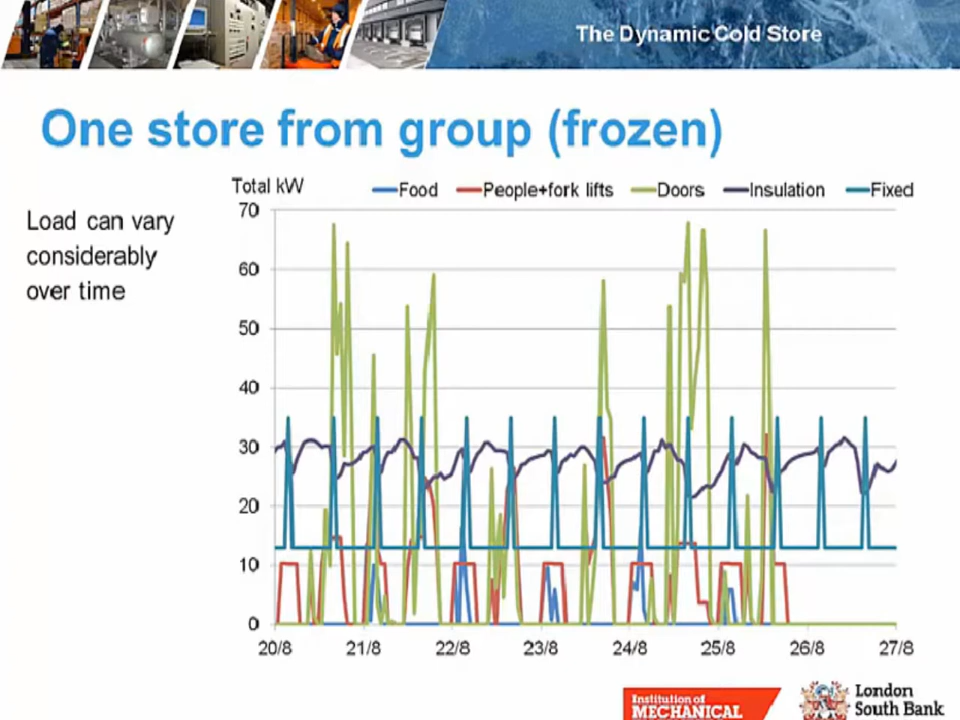 The Dynamic Cold Store
One store from group (frozen)
Load can vary
considerably
over time
Total kW
Food
People+fork lifts
Doors
Insulation
Fixed
70
60
50
40
30
20
10
0
20/8
21/8
22/8
23/8
24/8
25/8
26/8
27/8
Institution of
MECHANICAL
London
South Bank